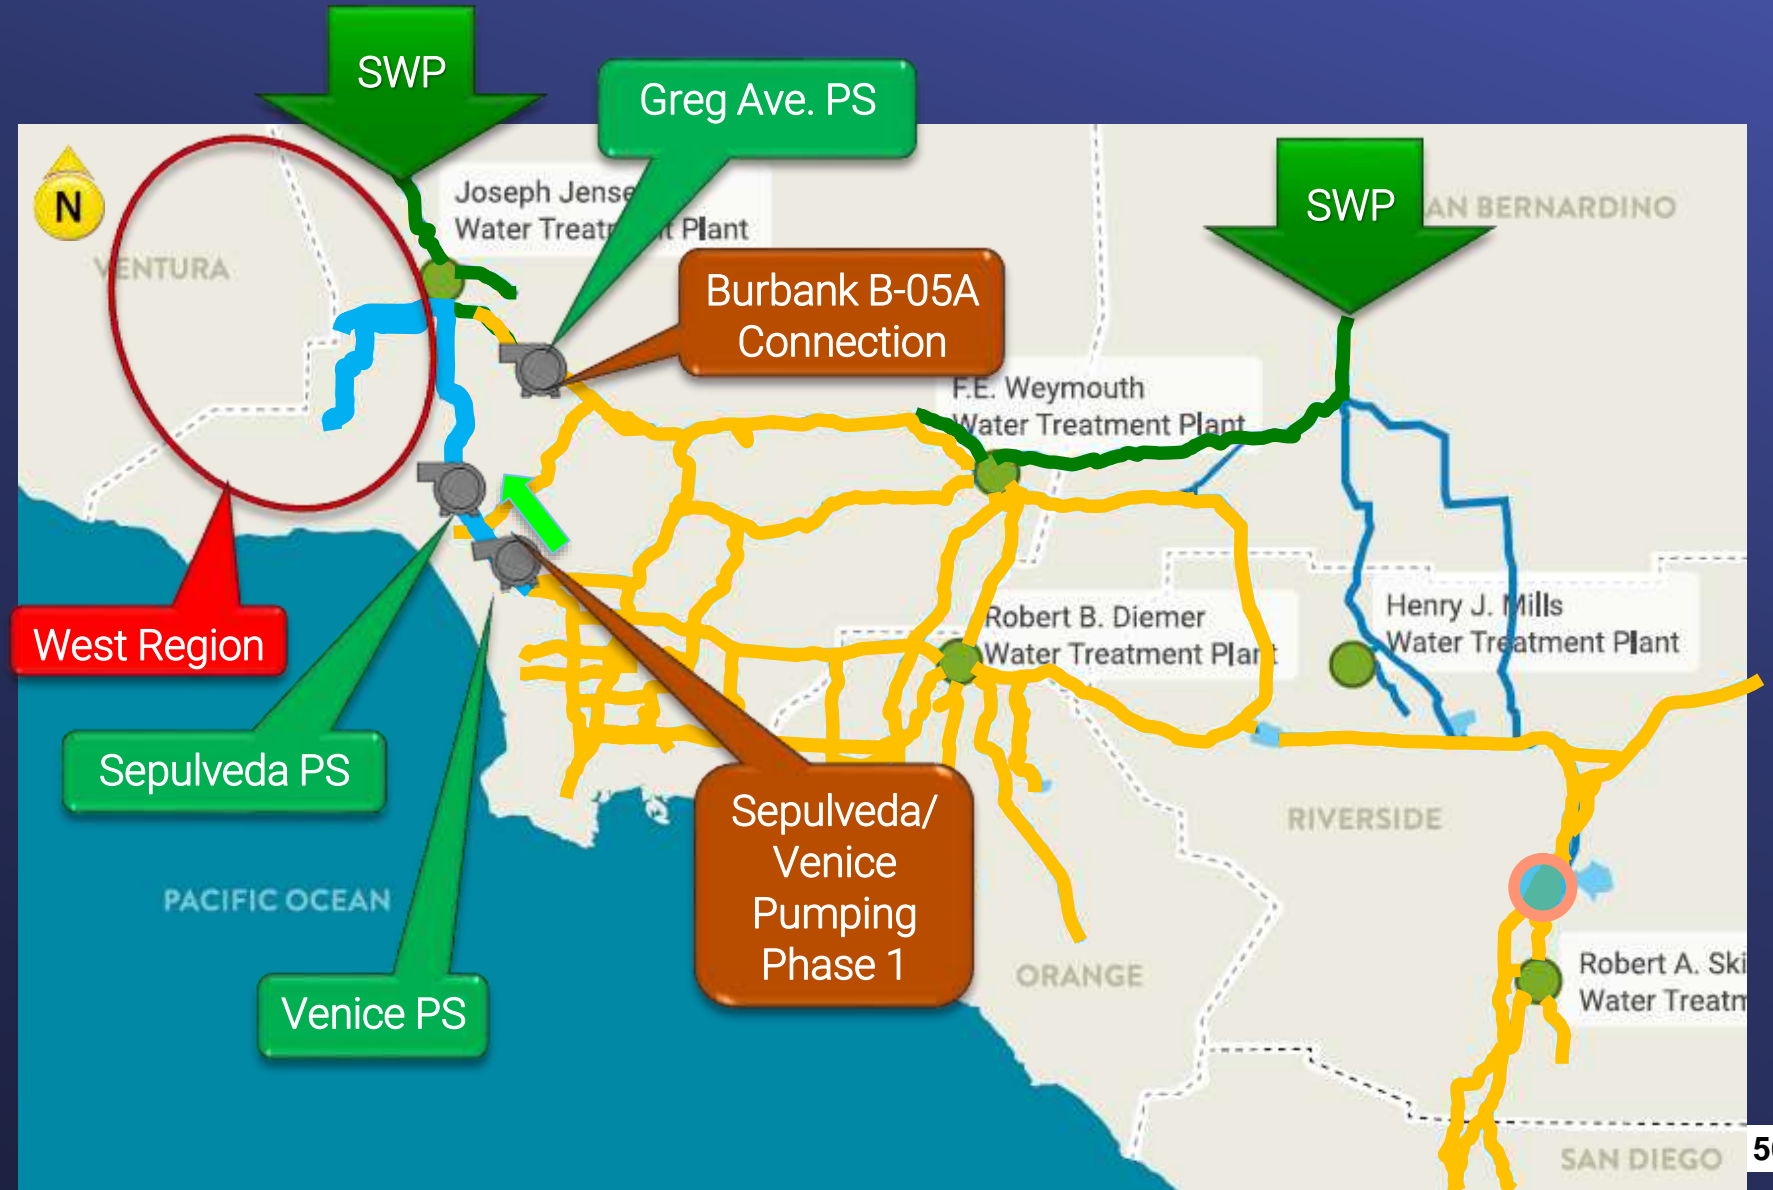 SWP
Greg Ave. PS
N
Joseph Jense
Water Treatment Plant
VENTURA
SWP
AN BERNARDINO
Burbank B-05A
Connection
F.E. Weymouth
Water Treatment Plant
West Region
Robert B. Diemer
Water Treatment Plant
Henry J. Mills
Water Treatment Plant
Sepulveda PS
Sepulveda/
Venice
Pumping
Phase 1
RIVERSIDE
PACIFIC OCEAN
Venice PS
ORANGE
Robert A. Ski
Water Treatm
SAN DIEGO